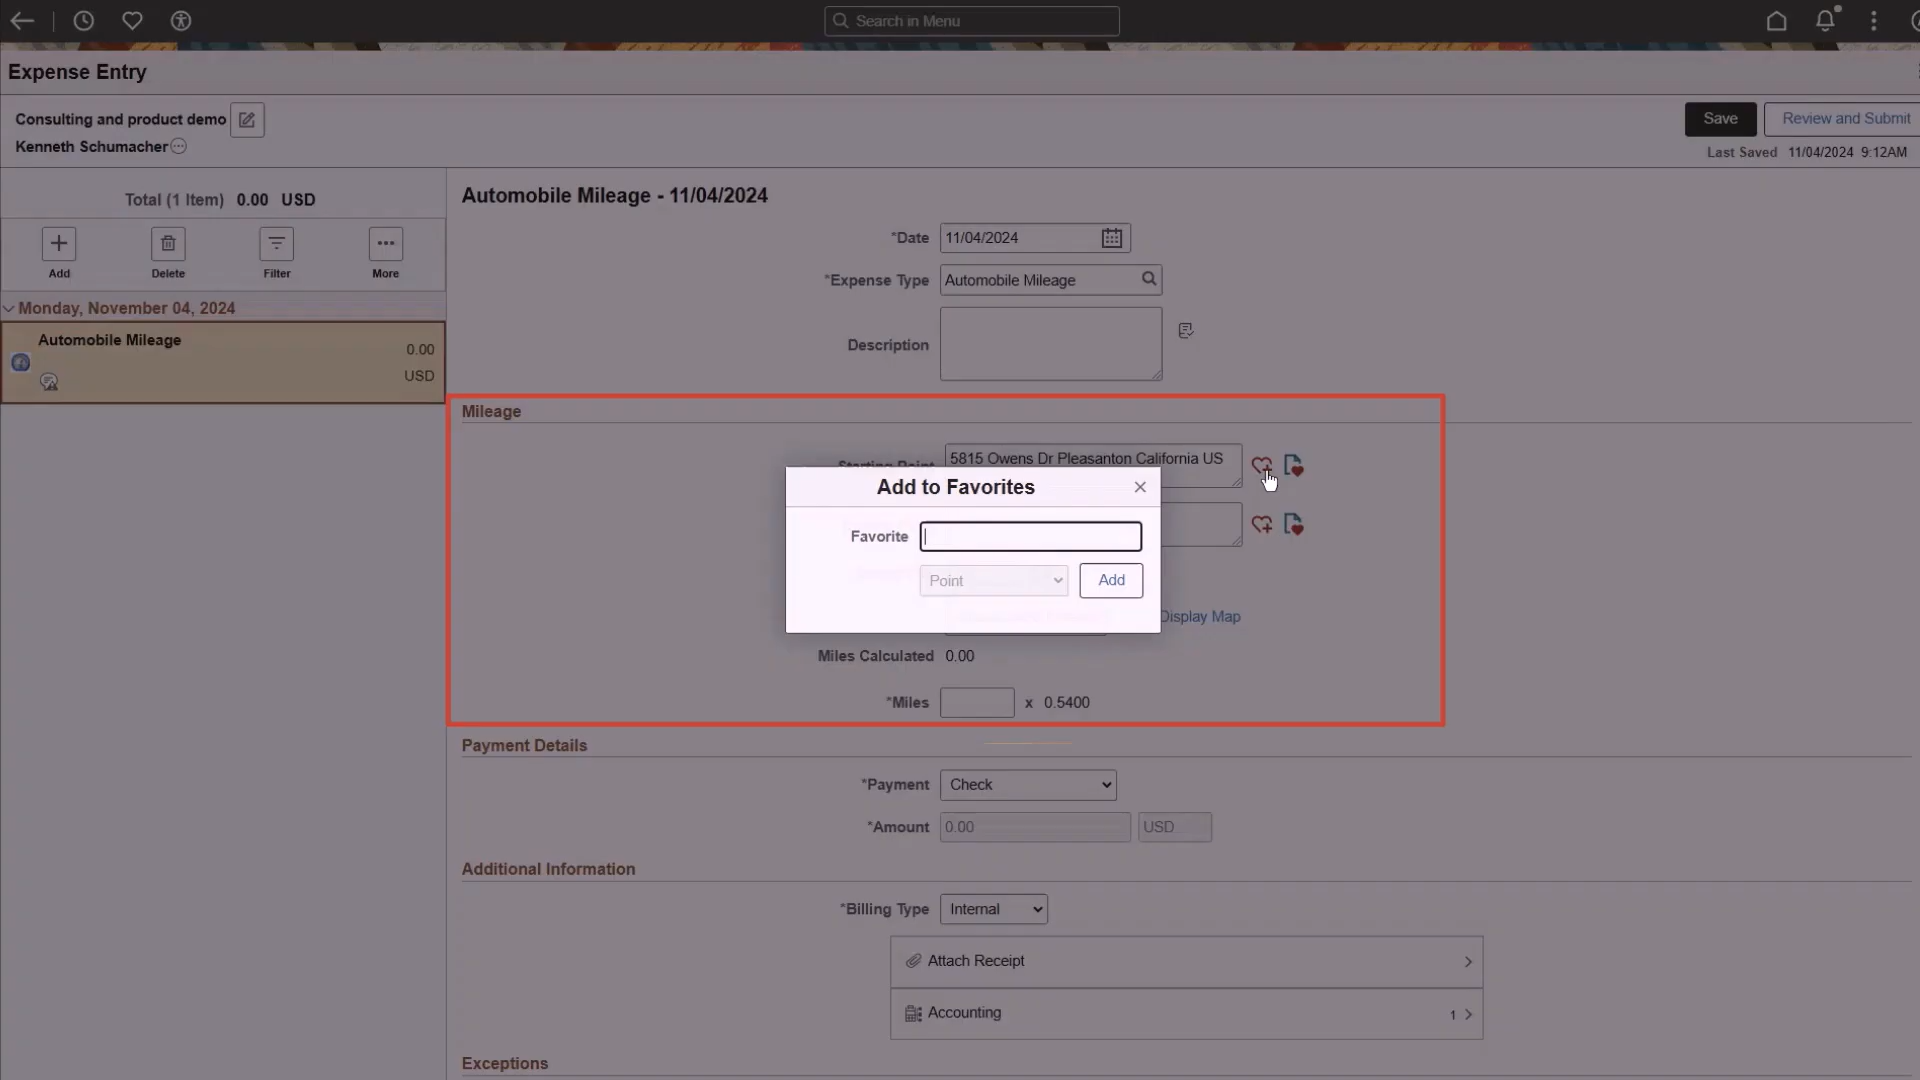 Search in Menu
Expense Entry
Consulting and product demo
Kenneth Schumacher
Save
Review and Submit
Last Saved 11/04/2024 9:12AM
Total (1 Item) 0.00 USD
Add
Delete
Filter
More
Monday, November 04, 2024
Automobile Mileage
0.00
USD
Automobile Mileage - 11/04/2024
*Date 11/04/2024
*Expense Type Automobile Mileage
Description
Mileage
Starting Point 5815 Owens Dr Pleasanton California US
Add to Favorites
Favorite
Point
Add
Display Map
Miles Calculated 0.00
*Miles x 0.5400
Payment Details
*Payment Check
*Amount 0.00 USD
Additional Information
*Billing Type Internal
Attach Receipt
Accounting 1
Exceptions